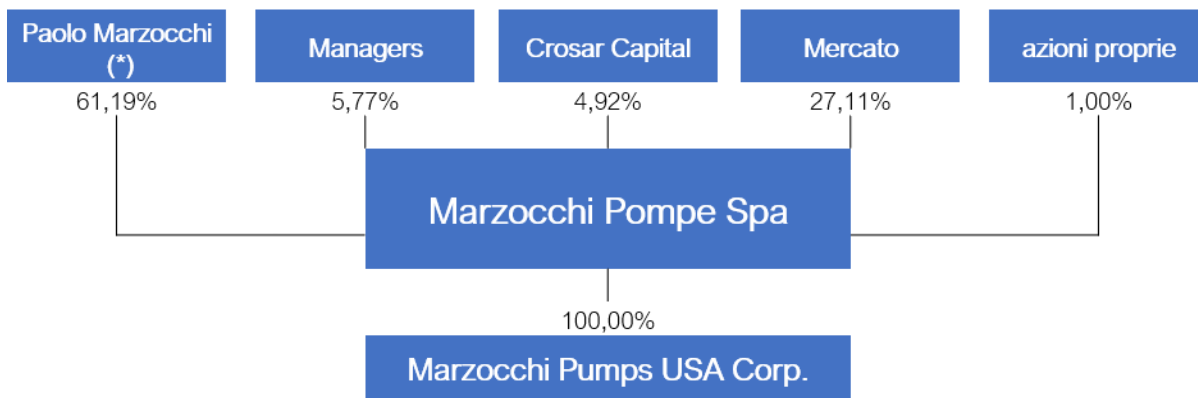 Paolo Marzocchi
(*)
Managers
Crosar Capital
Mercato
azioni proprie
61,19%
5,77%
4,92%
27,11%
1,00%
Marzocchi Pompe Spa
100,00%
Marzocchi Pumps USA Corp.